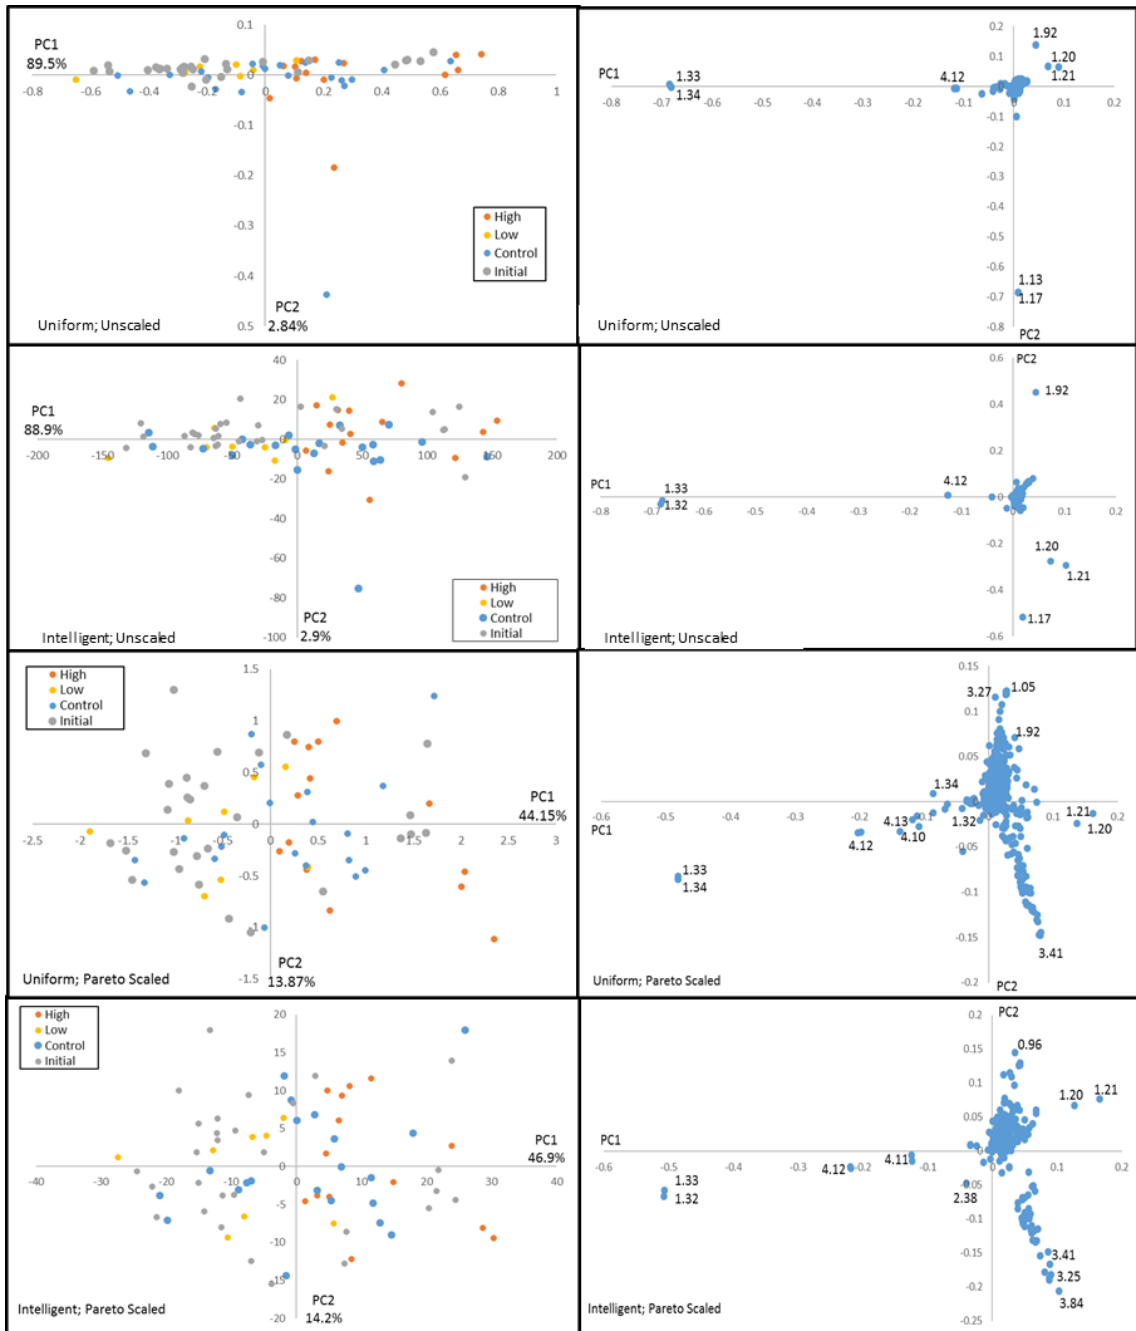 0.1
PC1
89.5%
0
-0.8 -0.6 -0.4 -0.2 0 0.2 0.4 0.6 0.8 1
-0.1
-0.2
-0.3
High
Low
Control
Initial
-0.4
PC2
2.84%
0.5
Uniform; Unscaled
0.2
1.92
0.1
1.20
1.21
PC1
1.33
1.34
4.12
0
-0.8 -0.7 -0.6 -0.5 -0.4 -0.3 -0.2 -0.1 0 0.1 0.2
-0.1
-0.2
-0.3
-0.4
-0.5
-0.6
1.13
-0.7
1.17
-0.8
PC2
Uniform; Unscaled
40
20
PC1
88.9%
0
-200 -150 -100 -50 0 50 100 150 200
-20
-40
-60
-80
-100
High
Low
Control
Initial
PC2
2.9%
Intelligent; Unscaled
0.6
PC2
1.92
0.4
0.2
PC1
1.33
1.32
4.12
0
-0.8 -0.7 -0.6 -0.5 -0.4 -0.3 -0.2 -0.1 0 0.1 0.2
-0.2
1.20
1.21
-0.4
1.17
-0.6
Intelligent; Unscaled
High
Low
Control
Initial
1.5
1
0.5
PC1
44.15%
0
-2.5 -2 -1.5 -1 -0.5 0 0.5 1 1.5 2 2.5 3
-0.5
-1
PC2
13.87%
-1.5
Uniform; Pareto Scaled
0.15
3.27
1.05
0.1
1.92
0.05
1.34
0
-0.6 -0.5 -0.4 -0.3 -0.2 -0.1 0 0.1 0.2
PC1
4.13
1.32
1.21
1.20
4.12
4.10
-0.05
1.33
1.34
-0.1
-0.15
3.41
-0.2
PC2
Uniform; Pareto Scaled
High
Low
Control
Initial
20
15
10
5
PC1
46.9%
0
-40 -30 -20 -10 0 10 20 30 40
-5
-10
-15
PC2
14.2%
-20
Intelligent; Pareto Scaled
0.2
PC2
0.15
0.96
0.1
1.20
1.21
0.05
PC1
4.12
4.11
0
-0.6 -0.5 -0.4 -0.3 -0.2 -0.1 0 0.1 0.2
1.33
1.32
-0.05
2.38
-0.1
-0.15
3.41
3.25
-0.2
3.84
-0.25
Intelligent; Pareto Scaled